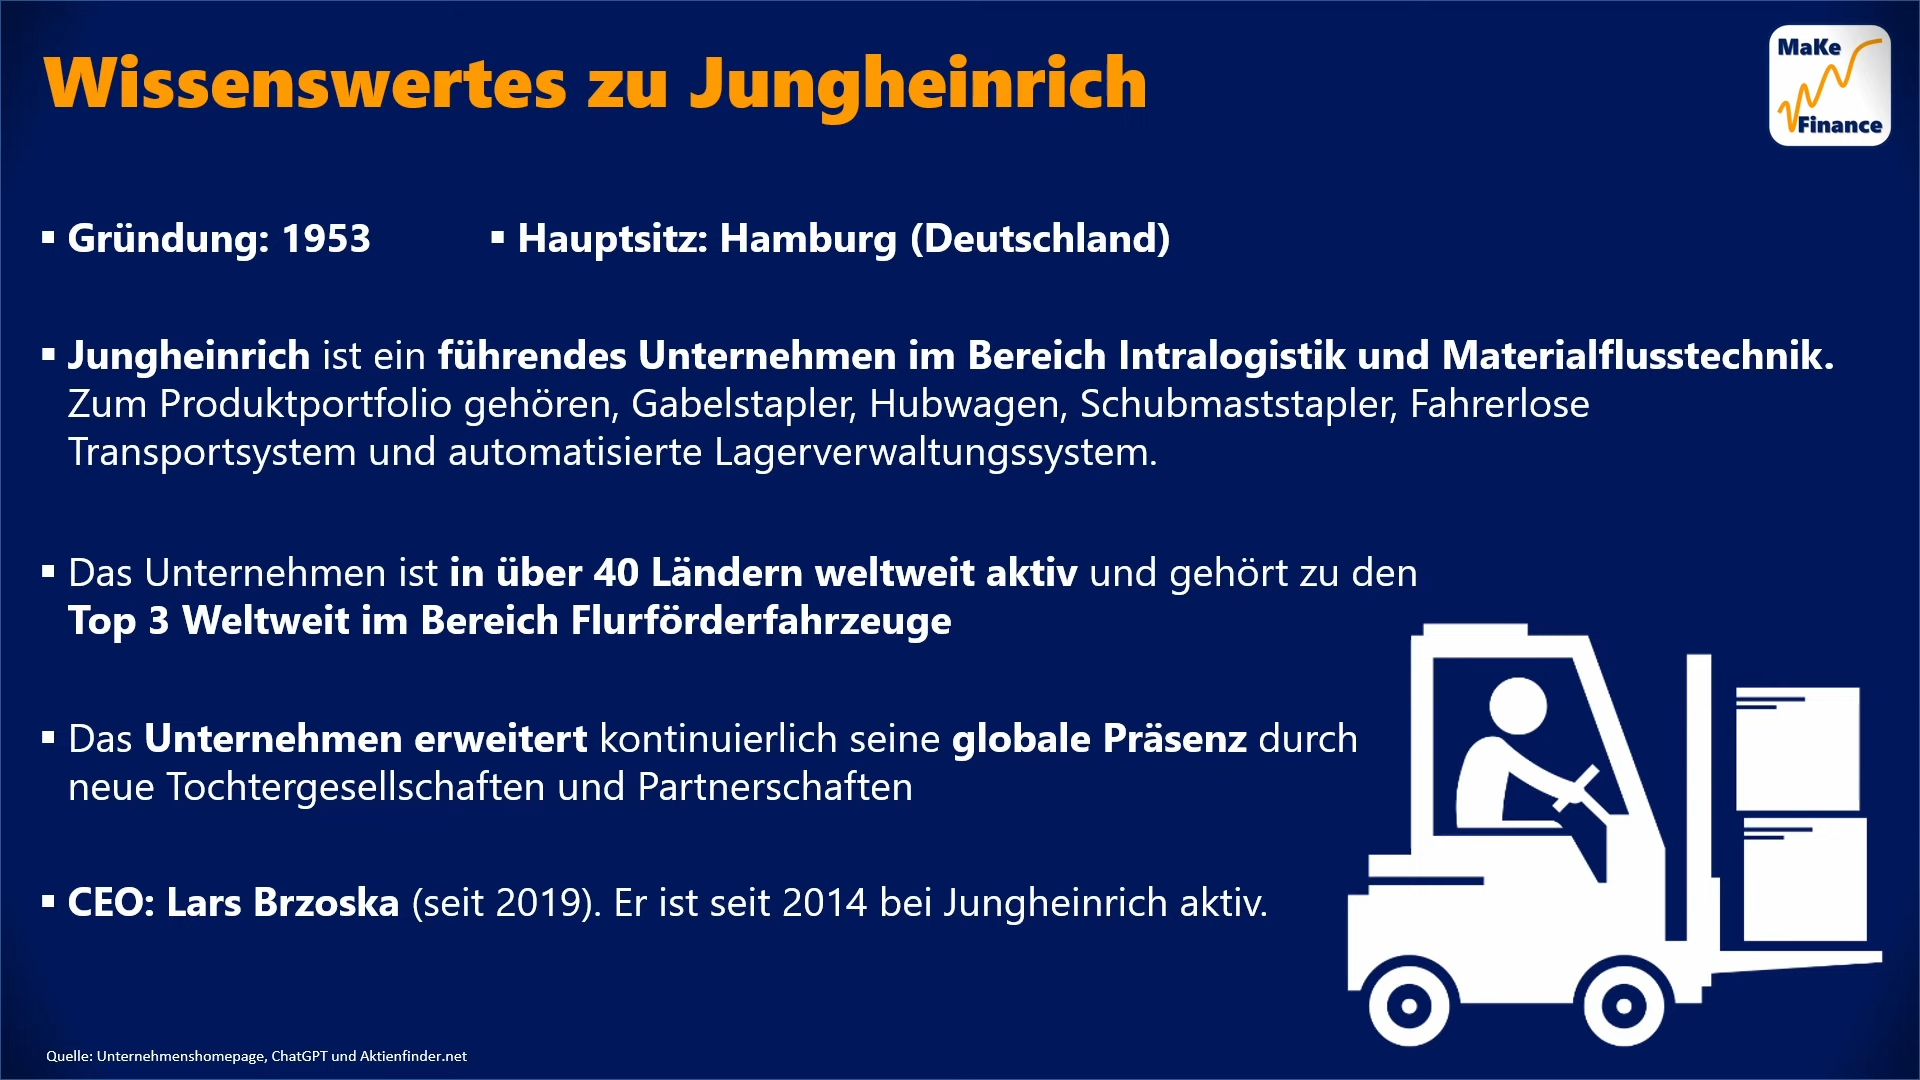 Wissenswertes zu Jungheinrich
MaKe
Finance
▪ Gründung: 1953
▪ Hauptsitz: Hamburg (Deutschland)
▪ Jungheinrich ist ein führendes Unternehmen im Bereich Intralogistik und Materialflusstechnik.
Zum Produktportfolio gehören, Gabelstapler, Hubwagen, Schubmaststapler, Fahrerlose
Transportsystem und automatisierte Lagerverwaltungssystem.
▪ Das Unternehmen ist in über 40 Ländern weltweit aktiv und gehört zu den
Top 3 Weltweit im Bereich Flurförderfahrzeuge
▪ Das Unternehmen erweitert kontinuierlich seine globale Präsenz durch
neue Tochtergesellschaften und Partnerschaften
▪ CEO: Lars Brzoska (seit 2019). Er ist seit 2014 bei Jungheinrich aktiv.
Quelle: Unternehmenshomepage, ChatGPT und Aktienfinder.net